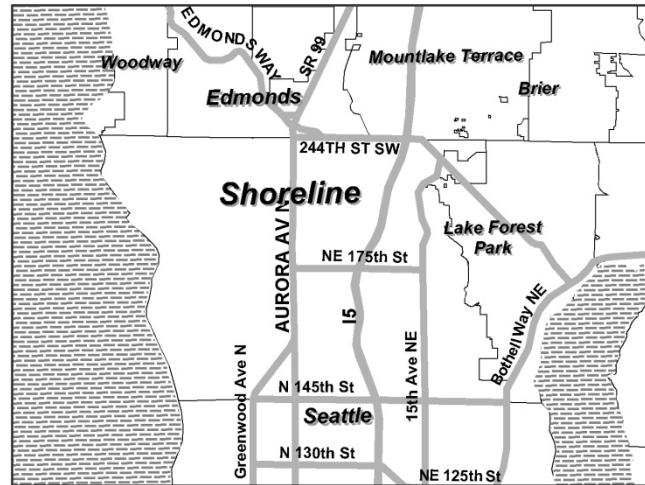 EDMONDS WAY
SR 99
Woodway
Mountlake Terrace
Edmonds
Brier
244TH ST SW
Shoreline
Lake Forest
Park
AURORA AV N
NE 175th St
I5
Bothell Way NE
Greenwood Ave N
15th Ave NE
N 145th St
Seattle
N 130th St
NE 125th St